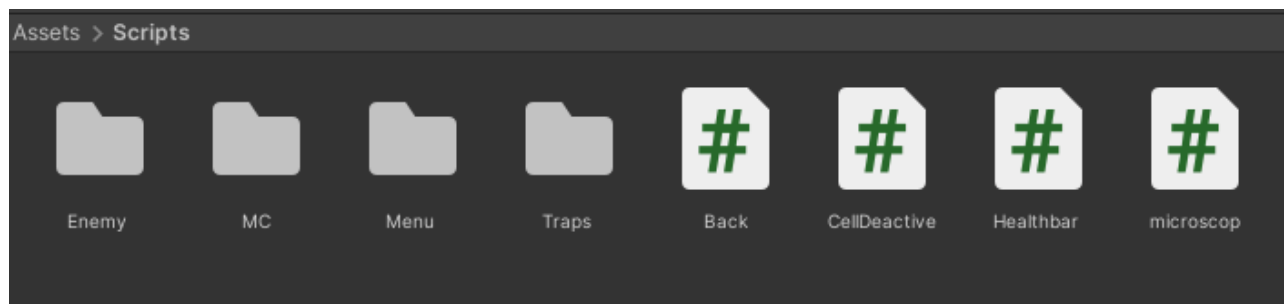 Assets > Scripts
Enemy MC Menu Traps Back CellDeactive Healthbar microscop